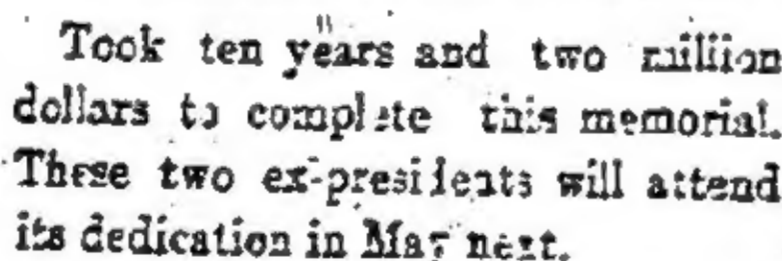 Took ten years and two million
dollars to complete this memorial.
These two ex-presidents will attend
its dedication in May next.